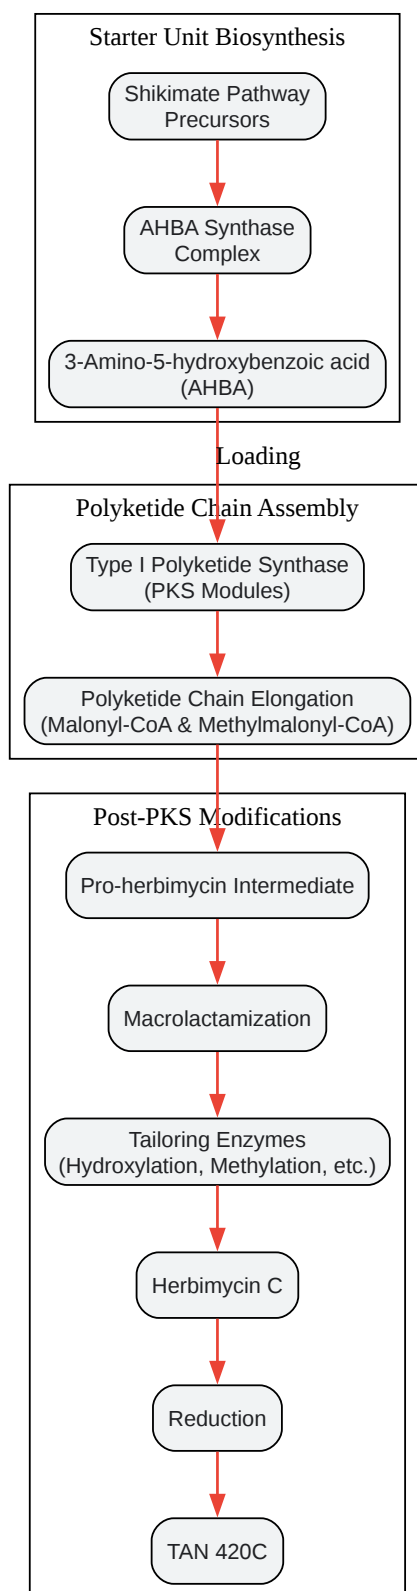 Starter Unit Biosynthesis
Shikimate Pathway
Precursors
AHBA Synthase
Complex
3-Amino-5-hydroxybenzoic acid
(AHBA)
Loading
Polyketide Chain Assembly
Type I Polyketide Synthase
(PKS Modules)
Polyketide Chain Elongation
(Malonyl-CoA & Methylmalonyl-CoA)
Post-PKS Modifications
Pro-herbimycin Intermediate
Macrolactamization
Tailoring Enzymes
(Hydroxylation, Methylation, etc.)
Herbimycin C
Reduction
TAN 420C